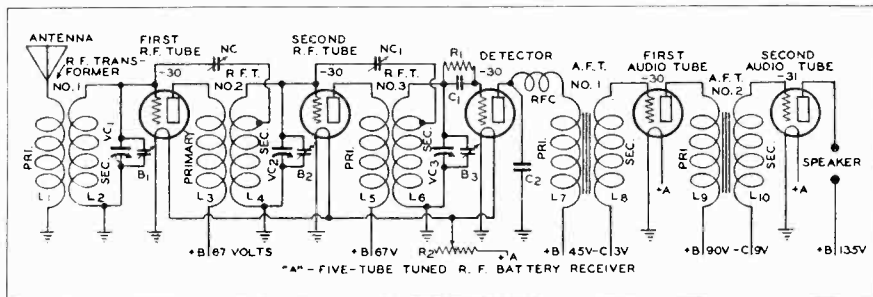 ANTENNA
R.F. TRANS-
FORMER
NO.1
PRI.
L1
SEC.
L2
VC1
B1
FIRST
R.F. TUBE
NC
-30
R.F.T.
NO.2
PRIMARY
L3
SEC.
L4
VC2
B2
SECOND
R.F. TUBE
NC1
-30
R.F.T.
NO.3
PRI.
L5
SEC.
L6
VC3
B3
R1
C1
DETECTOR
-30
RFC
C2
A.F.T.
NO.1
PRI.
L7
SEC.
L8
FIRST
AUDIO TUBE
-30
+A
A.F.T.
NO.2
PRI.
L9
SEC.
L10
SECOND
AUDIO TUBE
-31
+A
SPEAKER
+B 67V
R2
+A
45V-C 3V
+B 90V-C 9V
+B 135V
"A"-FIVE-TUBE TUNED R.F. BATTERY RECEIVER